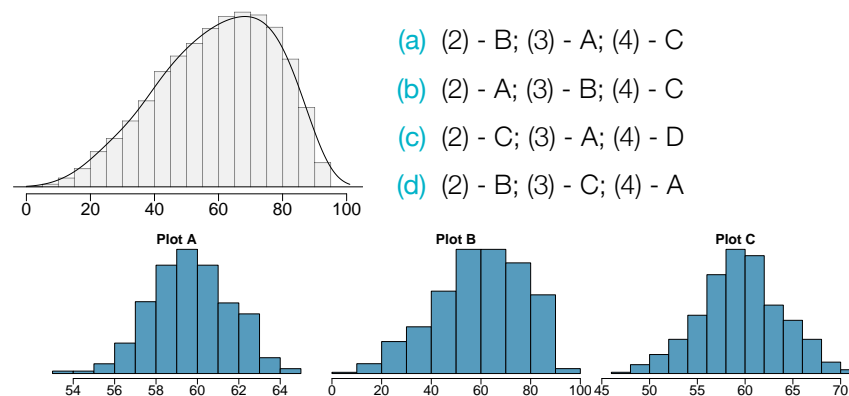 (a) (2) - B; (3) - A; (4) - C
(b) (2) - A; (3) - B; (4) - C
(c) (2) - C; (3) - A; (4) - D
(d) (2) - B; (3) - C; (4) - A
0 20 40 60 80 100
Plot A Plot B Plot C
54 56 58 60 62 64 0 20 40 60 80 100 45 50 55 60 65 70